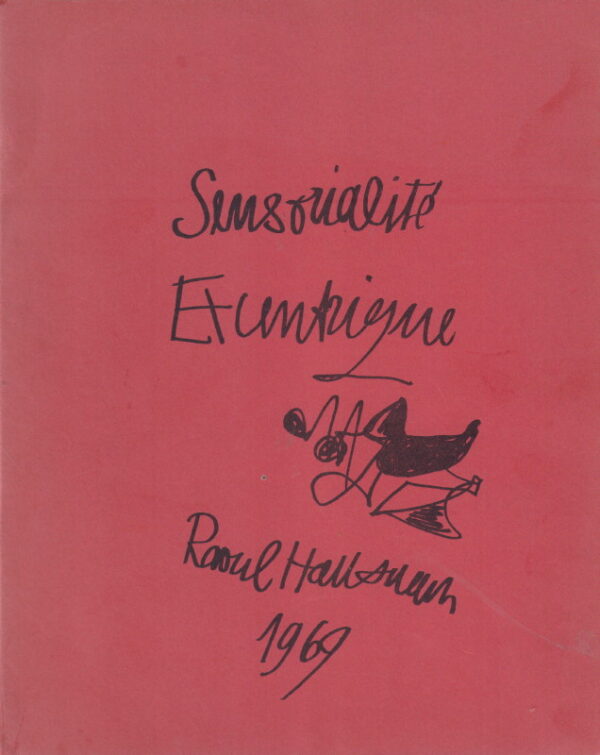 Sensorialité
Excentrique
Raoul Hausmann
1969